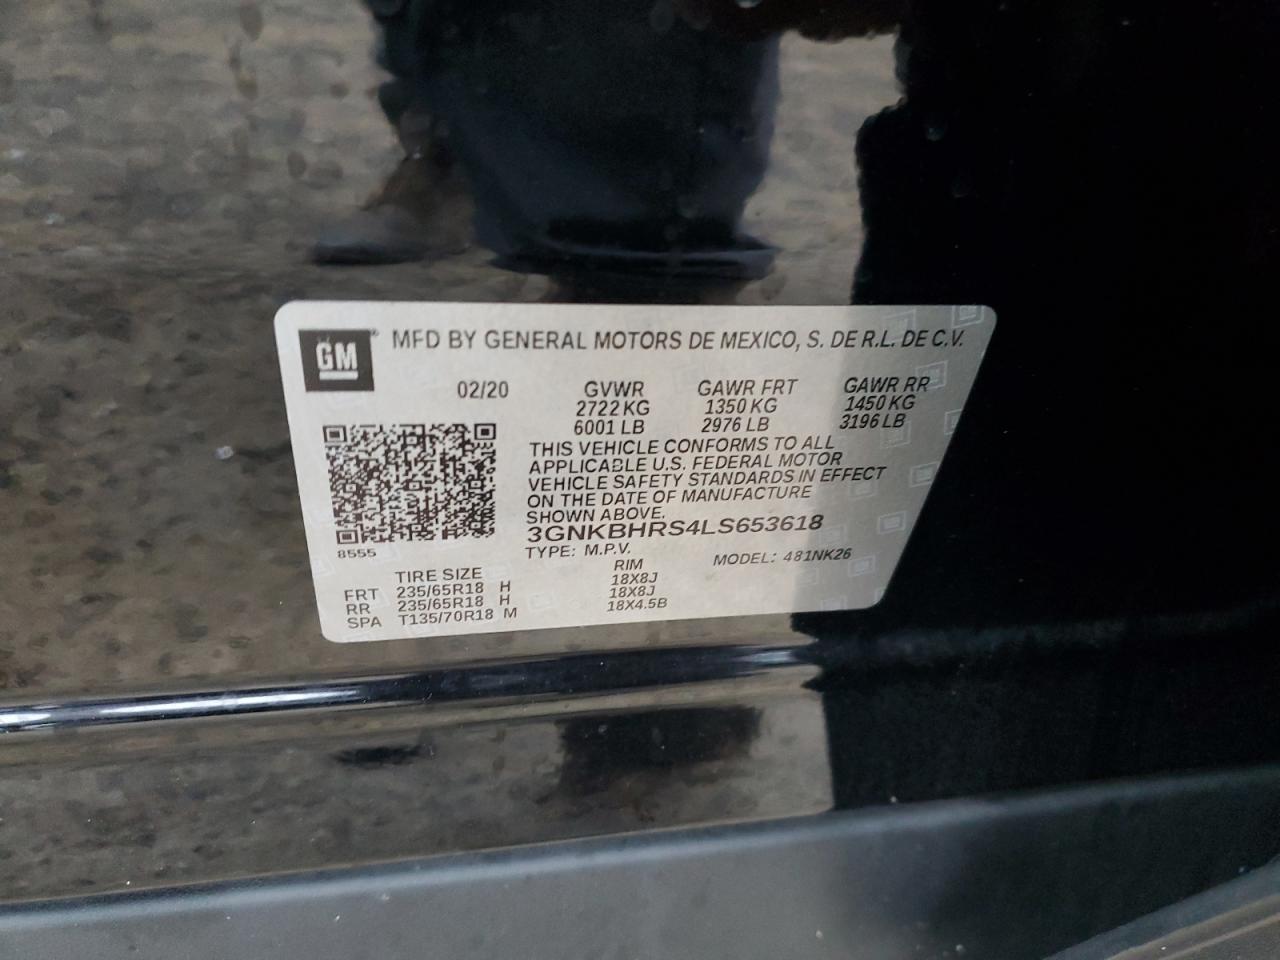 GM
MFD BY GENERAL MOTORS DE MEXICO, S. DE R.L. DE C.V.
02/20 GVWR GAWR FRT GAWR RR
2722 KG 1350 KG 1450 KG
6001 LB 2976 LB 3196 LB
THIS VEHICLE CONFORMS TO ALL
APPLICABLE U.S. FEDERAL MOTOR
VEHICLE SAFETY STANDARDS IN EFFECT
ON THE DATE OF MANUFACTURE
SHOWN ABOVE.
3GNKBHRS4LS653618
8555
TYPE: M.P.V. MODEL: 481NK26
TIRE SIZE RIM
FRT 235/65R18 H 18X8J
RR 235/65R18 H 18X8J
SPA T135/70R18 M 18X4.5B